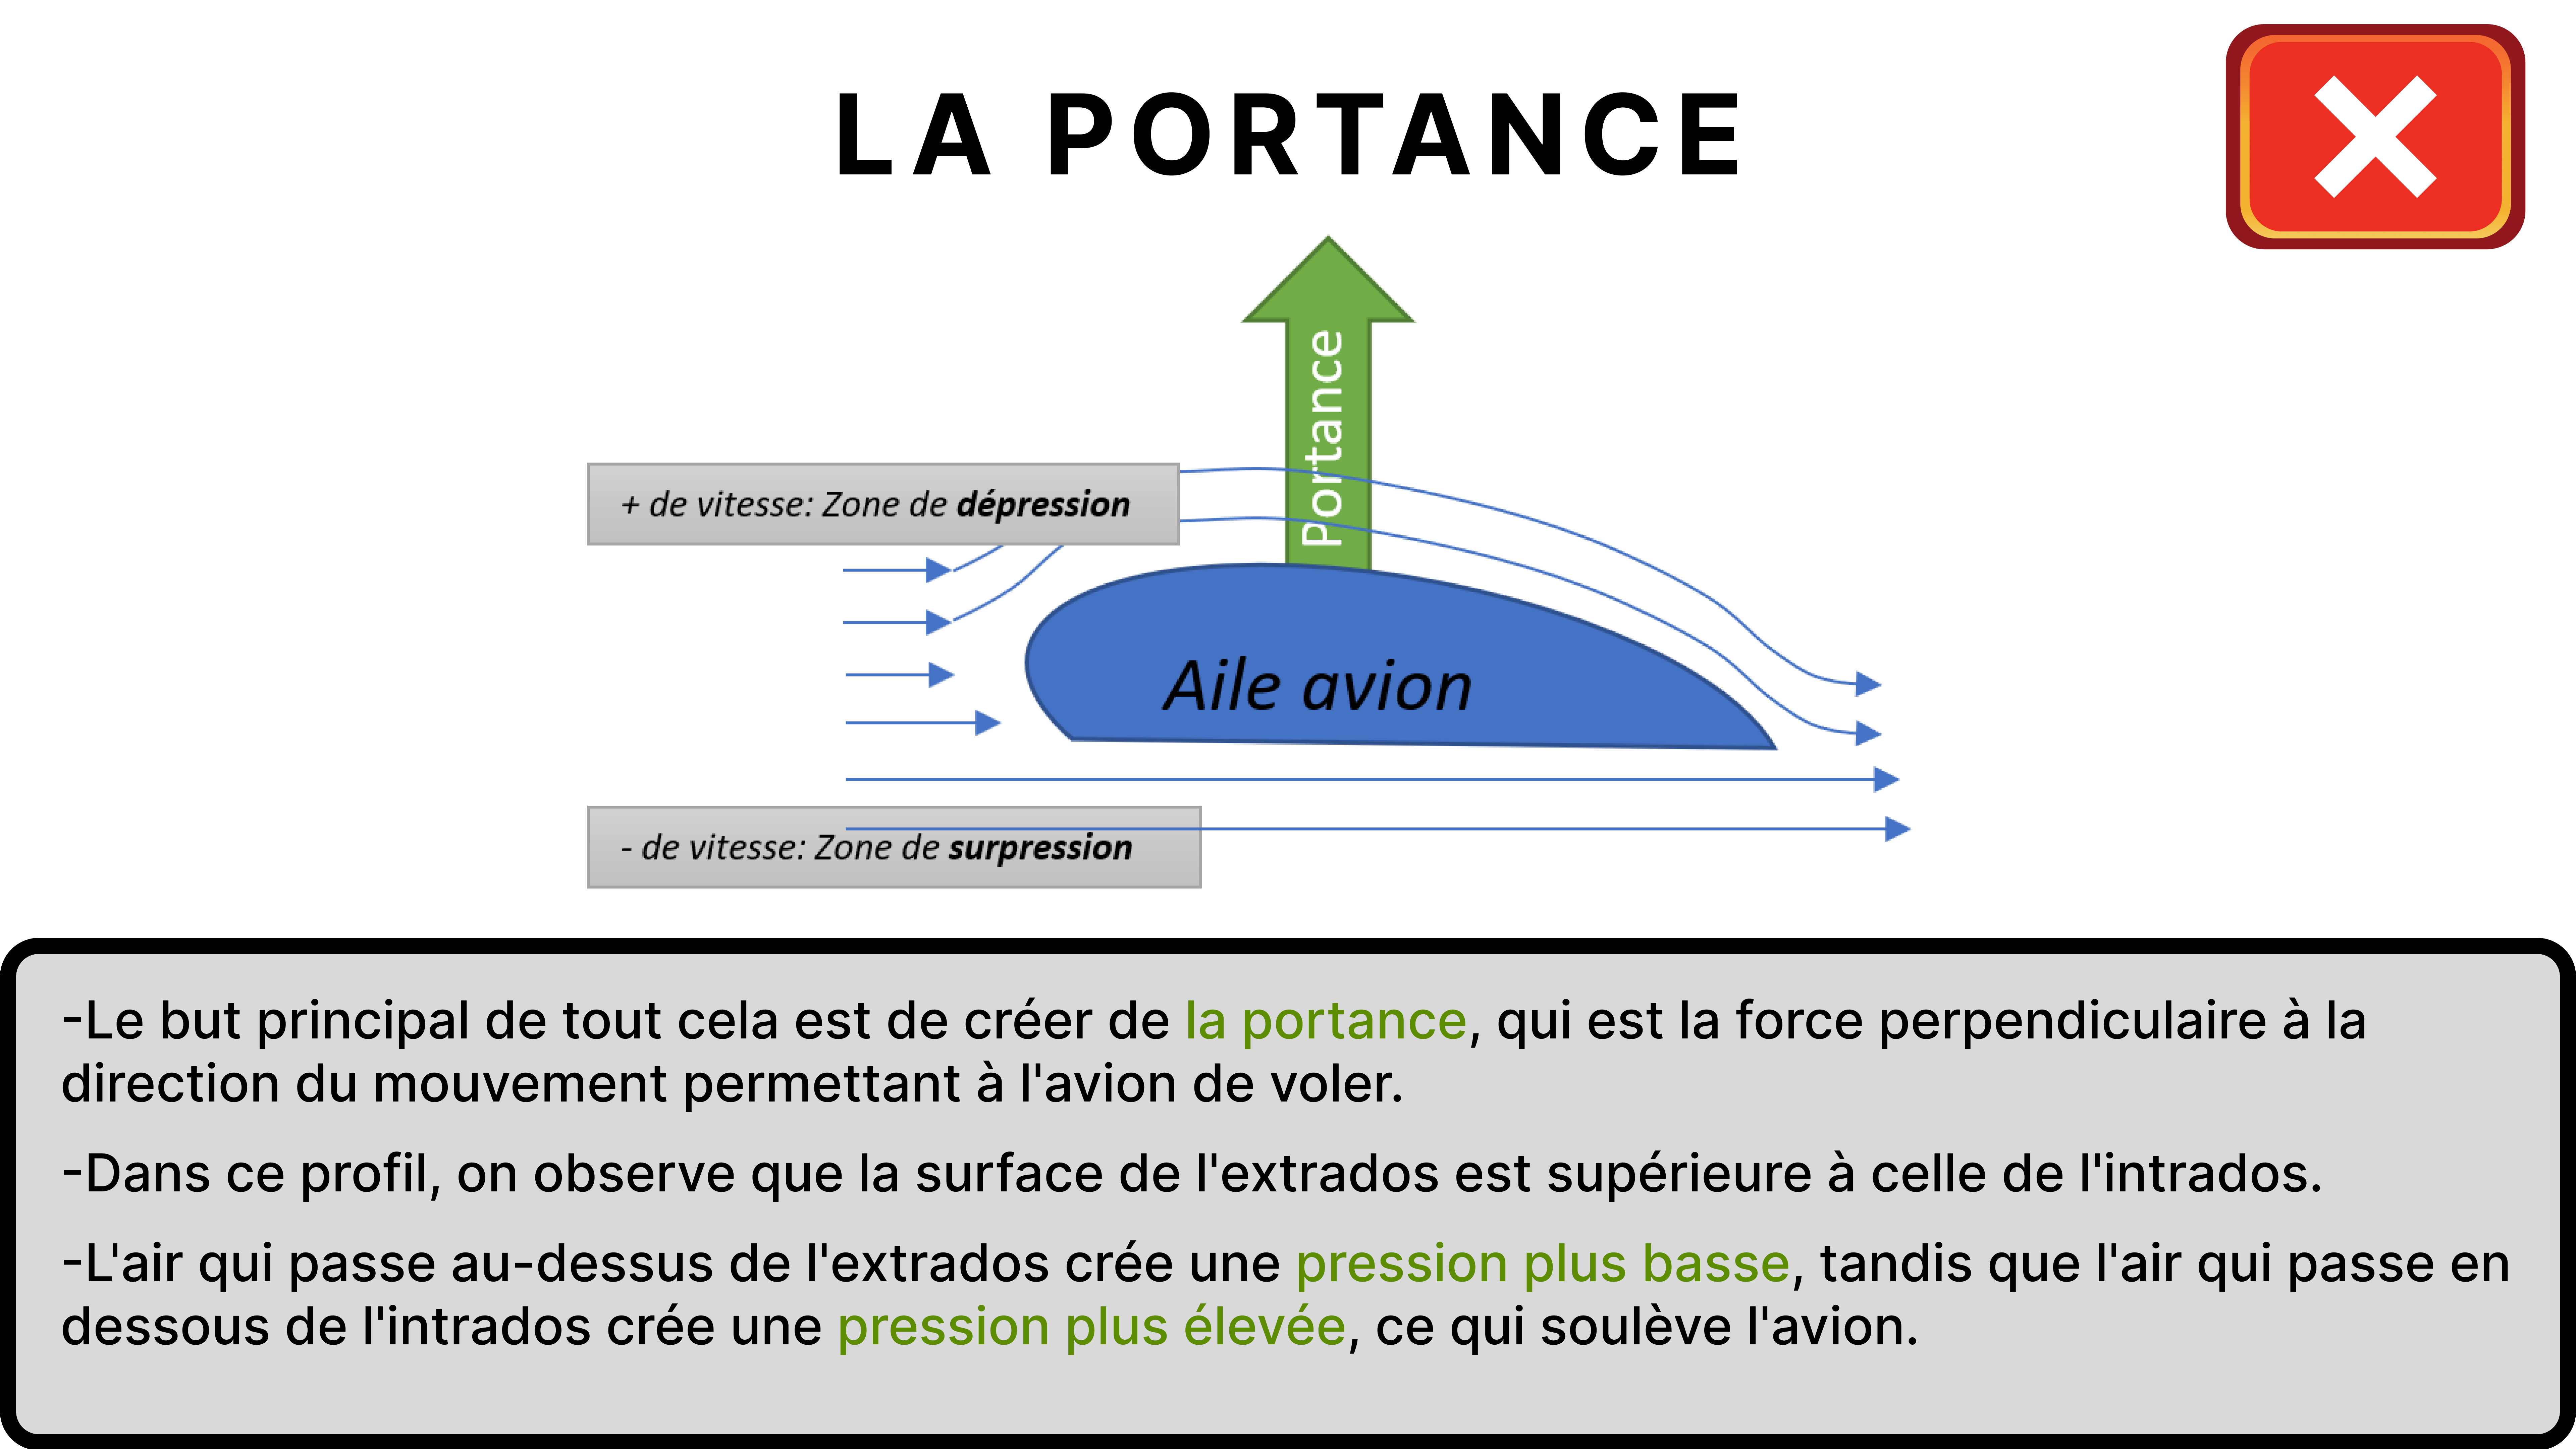 LA PORTANCE
Portance
+ de vitesse: Zone de dépression
Aile avion
- de vitesse: Zone de surpression
-Le but principal de tout cela est de créer de la portance, qui est la force perpendiculaire à la
direction du mouvement permettant à l'avion de voler.
-Dans ce profil, on observe que la surface de l'extrados est supérieure à celle de l'intrados.
-L'air qui passe au-dessus de l'extrados crée une pression plus basse, tandis que l'air qui passe en
dessous de l'intrados crée une pression plus élevée, ce qui soulève l'avion.